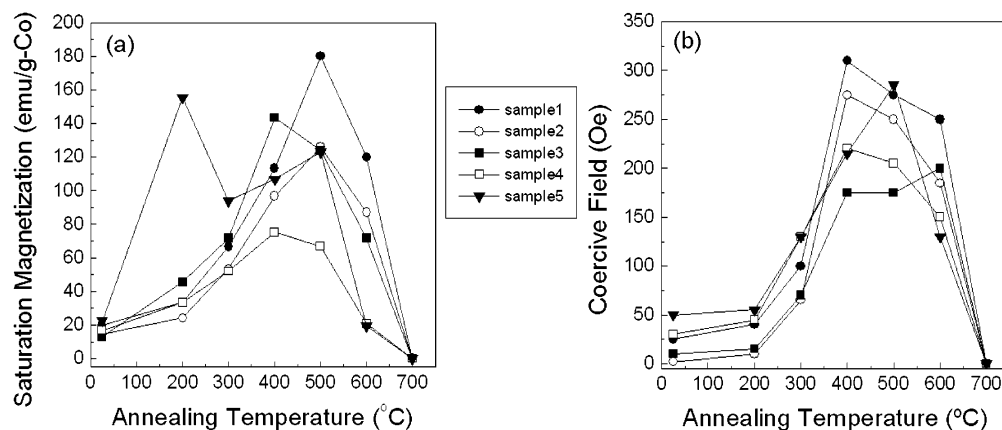 (a)
Saturation Magnetization (emu/g-Co)
200
180
160
140
120
100
80
60
40
20
0
0 100 200 300 400 500 600 700
Annealing Temperature (°C)
sample1
sample2
sample3
sample4
sample5
(b)
Coercive Field (Oe)
350
300
250
200
150
100
50
0
0 100 200 300 400 500 600 700
Annealing Temperature (ºC)